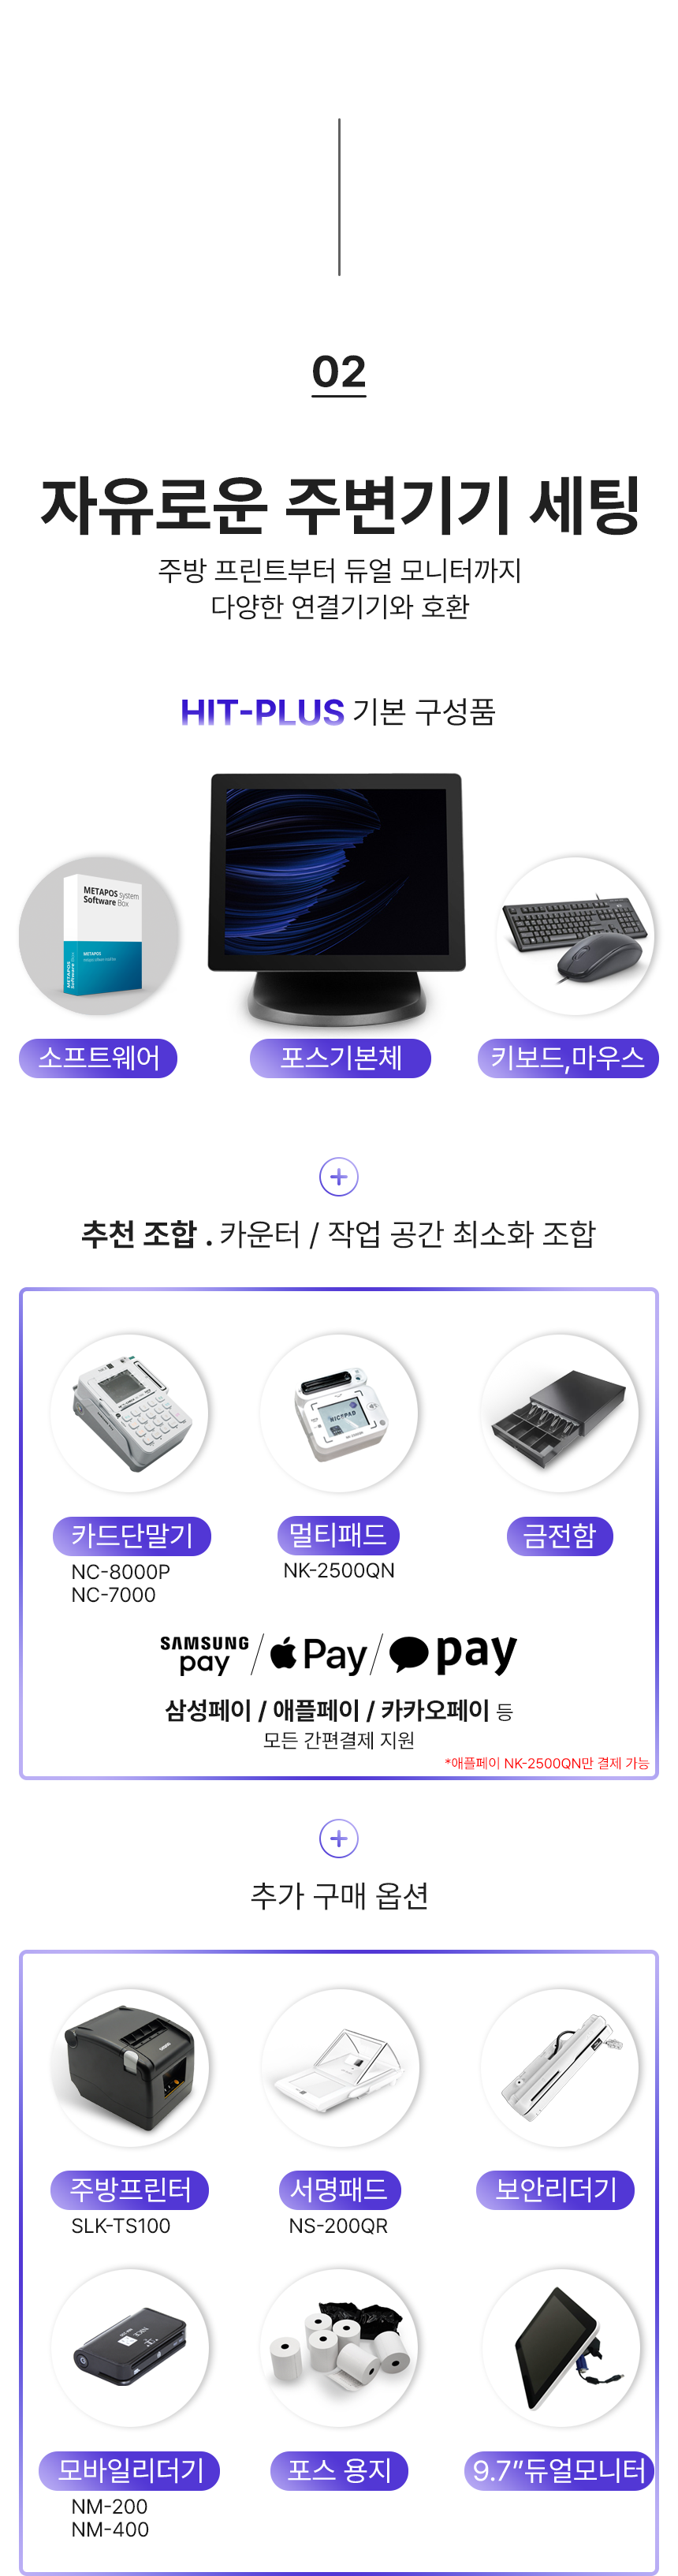 02
자유로운 주변기기 세팅
주방 프린트부터 듀얼 모니터까지
다양한 연결기기와 호환
HIT-PLUS 기본 구성품
METAPOS system
Software Box
METAPOS
METAPOS
Software Box
소프트웨어
포스기본체
키보드,마우스
추천 조합 . 카운터 / 작업 공간 최소화 조합
NICTPAD
카드단말기
NC-8000P
NC-7000
멀티패드
NK-2500QN
금전함
SAMSUNG pay / Pay / pay
삼성페이 / 애플페이 / 카카오페이 등
모든 간편결제 지원
*애플페이 NK-2500QN만 결제 가능
추가 구매 옵션
주방프린터
SLK-TS100
서명패드
NS-200QR
보안리더기
NICE
모바일리더기
NM-200
NM-400
포스 용지
9.7”듀얼모니터